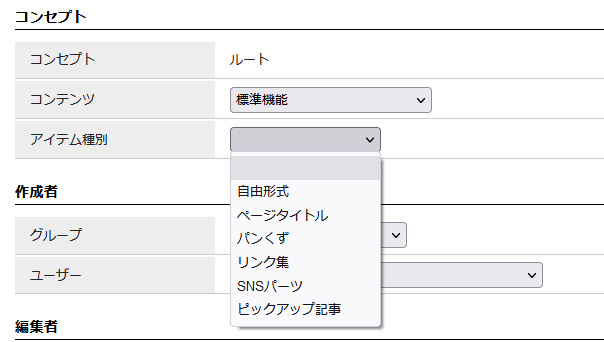 コンセプト
コンセプト ルート
コンテンツ 標準機能
アイテム種別
自由形式
作成者
ページタイトル
グループ
パンくず
リンク集
ユーザー
SNSパーツ
ピックアップ記事
編集者